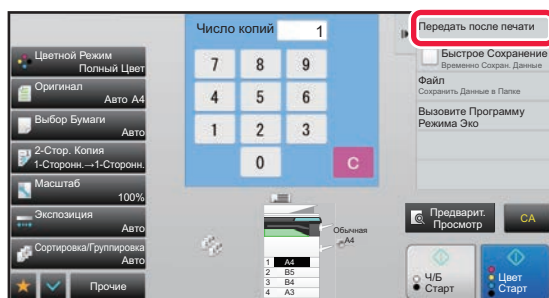 Цветной Режим
Полный Цвет
Оригинал
Авто A4
Выбор Бумаги
Авто
2-Стор. Копия
1-Сторонн.→1-Сторонн.
Масштаб
100%
Экспозиция
Авто
Сортировка/Группировка
Авто
Прочие
Число копий 1
7 8 9
4 5 6
1 2 3
0 C
Обычная
A4
1 A4
2 B5
3 B4
4 A3
Передать после печати
Быстрое Сохранение
Временно Сохран. Данные
Файл
Сохранить Данные в Папке
Вызовите Программу
Режима Эко
Предварит.
Просмотр
CA
Ч/Б
Старт
Цвет
Старт